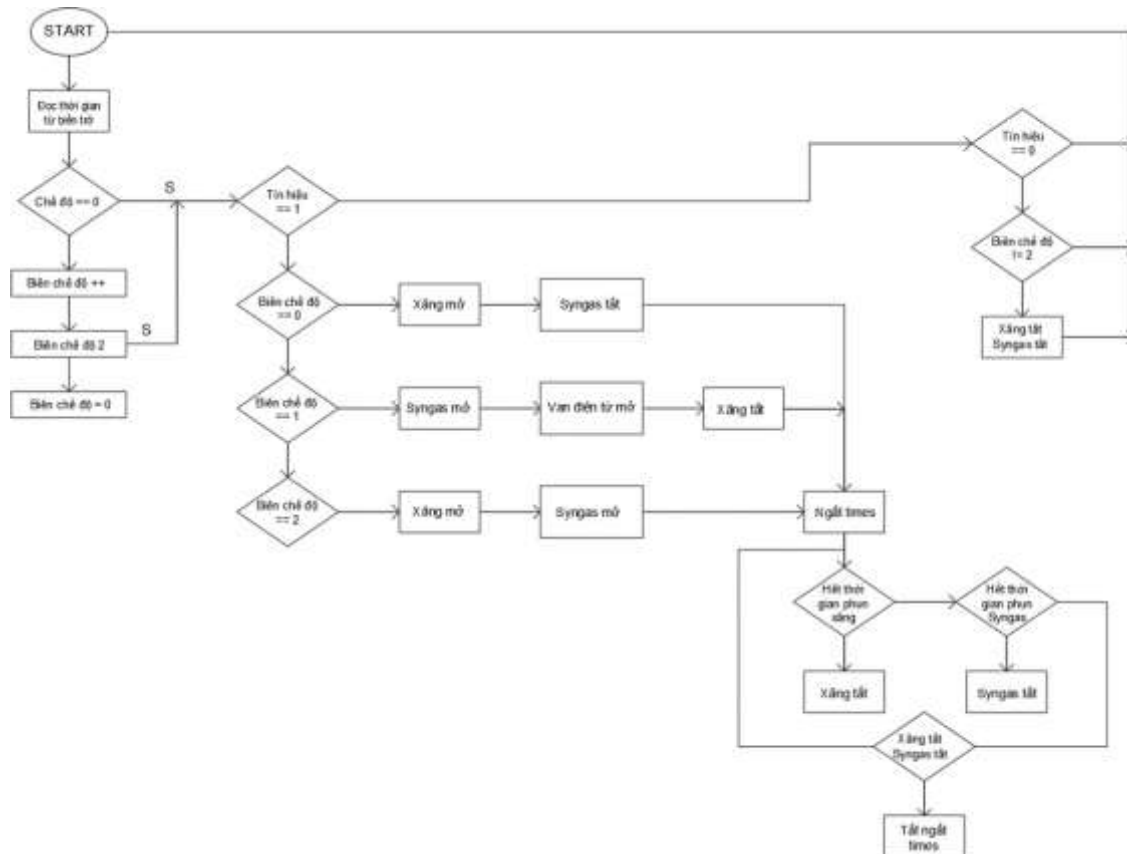 START
Đọc thời gian
từ biến trở
Chế độ == 0
S
Biến chế độ ++
Biến chế độ 2
S
Biến chế độ = 0
Tín hiệu
== 1
Biến chế độ
==0
Xăng mở
Syngas tắt
Biến chế độ
== 1
Syngas mở
Van điện từ mở
Xăng tắt
Biến chế độ
== 2
Xăng mở
Syngas mở
Ngắt times
Hết thời
gian phun
xăng
Hết thời
gian phun
Syngas
Xăng tắt
Syngas tắt
Xăng tắt
Syngas tắt
Tắt ngắt
times
Tín hiệu
== 0
Biến chế độ
!= 2
Xăng tắt
Syngas tắt